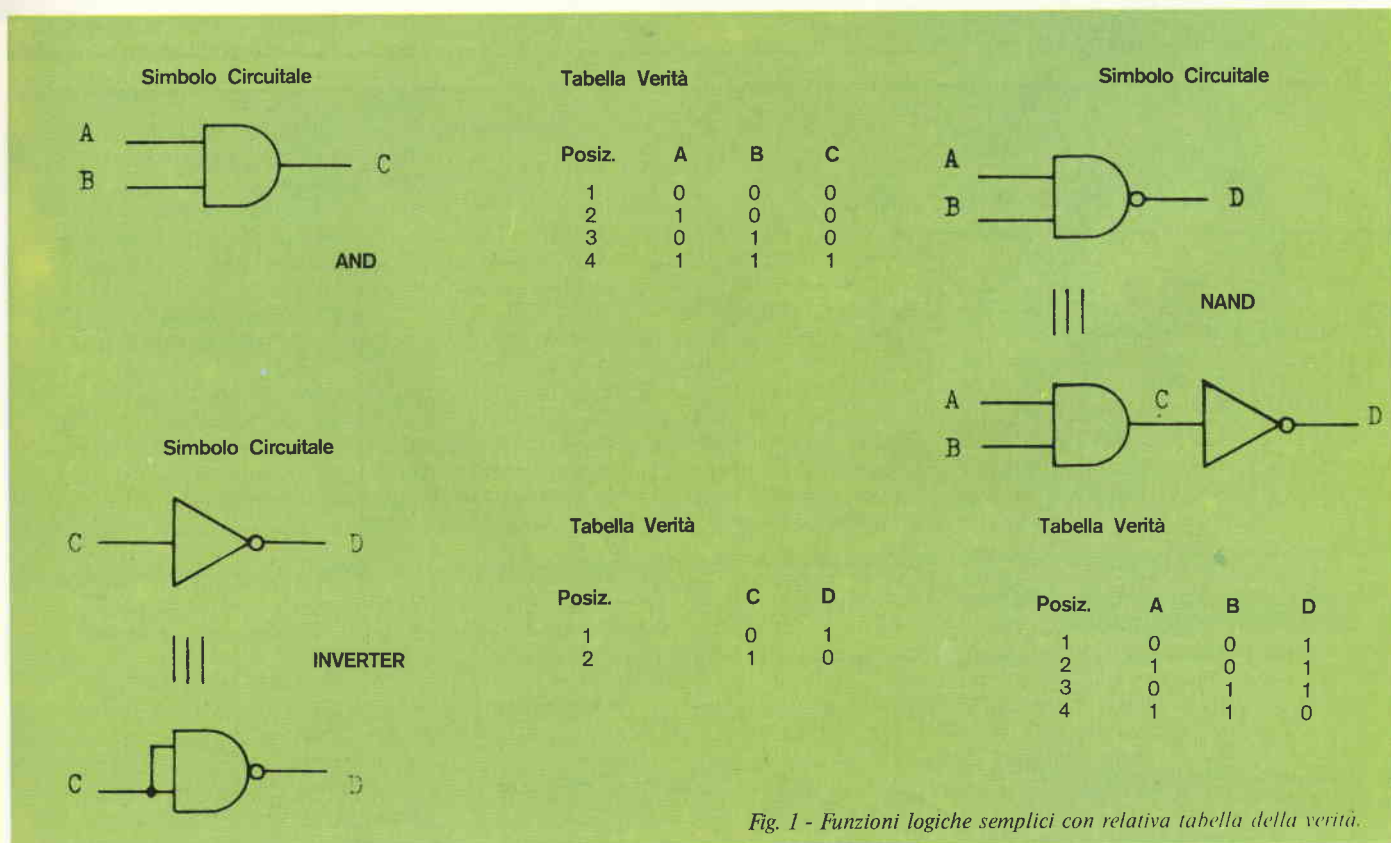 Simbolo Circuitale
A
B
C
AND
Tabella Verità
Posiz. A B C
1 0 0 0
2 1 0 0
3 0 1 0
4 1 1 1
Simbolo Circuitale
A
B
D
NAND
A
B
C
D
Simbolo Circuitale
C
D
INVERTER
C
D
Tabella Verità
Posiz. C D
1 0 1
2 1 0
Tabella Verità
Posiz. A B D
1 0 0 1
2 1 0 1
3 0 1 1
4 1 1 0
Fig. 1 - Funzioni logiche semplici con relativa tabella della verità.